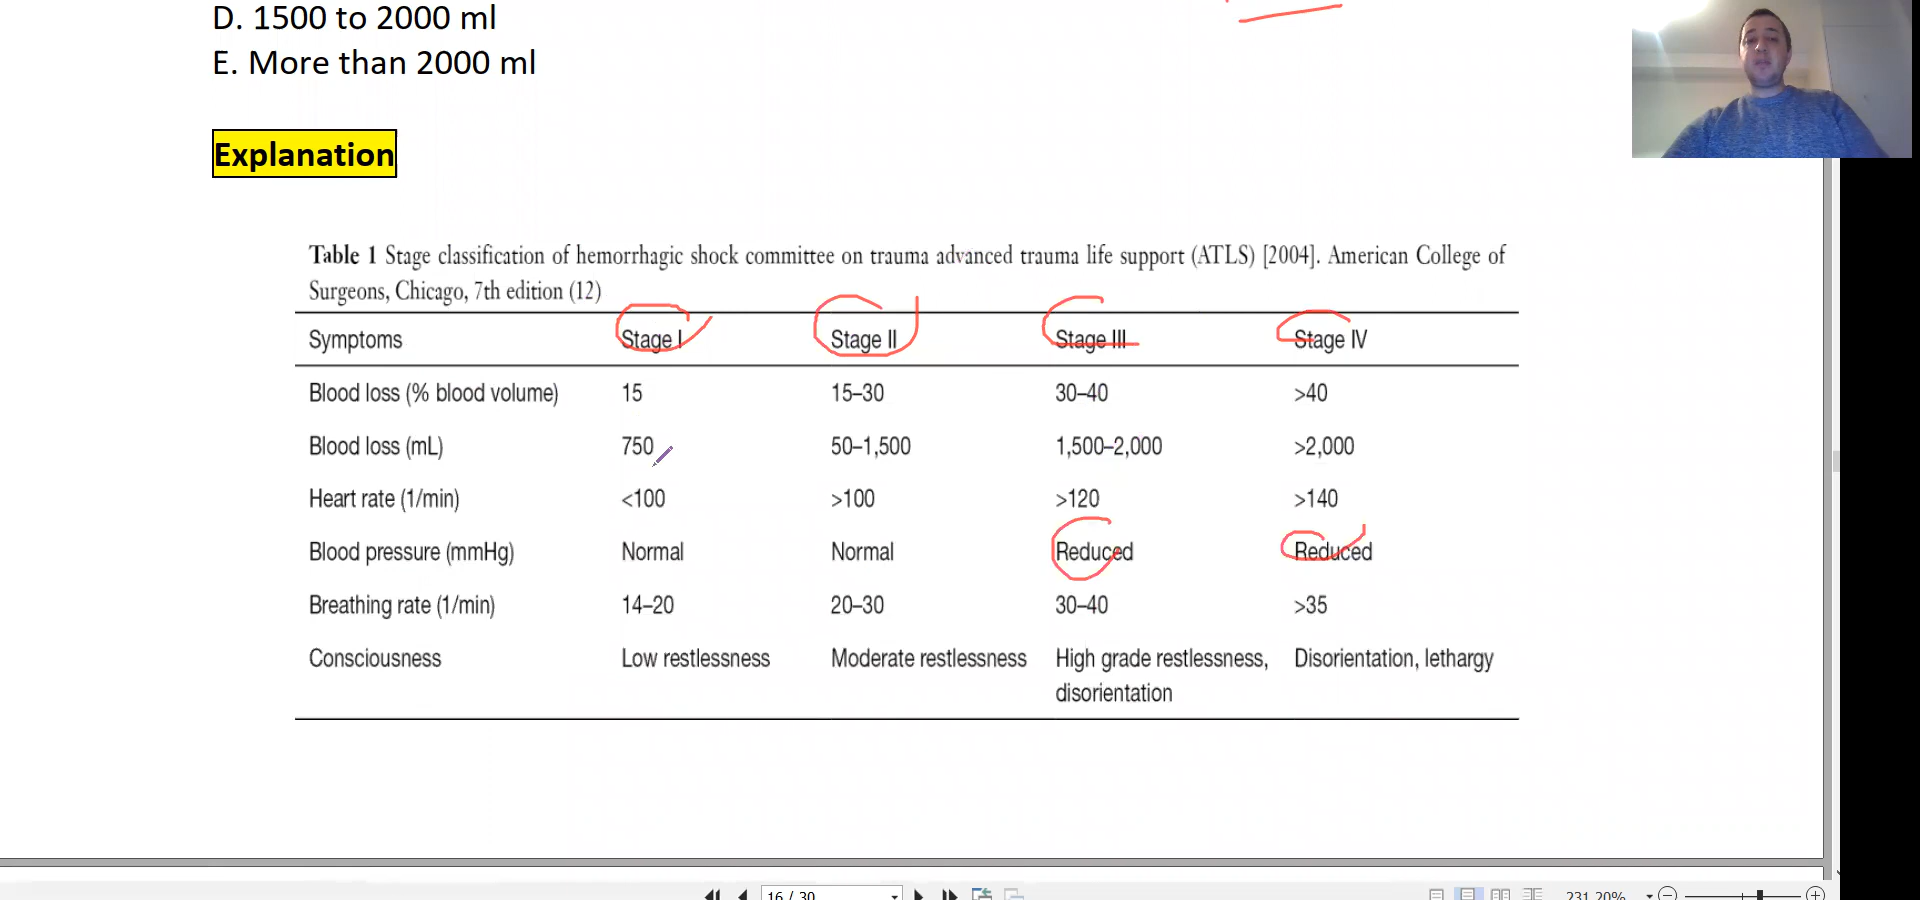 D. 1500 to 2000 ml
E. More than 2000 ml
Explanation
Table 1 Stage classification of hemorrhagic shock committee on trauma advanced trauma life support (ATLS) [2004]. American College of
Surgeons, Chicago, 7th edition (12)
Symptoms Stage I Stage II Stage III Stage IV
Blood loss (% blood volume) 15 15–30 30–40 >40
Blood loss (mL) 750 50–1,500 1,500–2,000 >2,000
Heart rate (1/min) <100 >100 >120 >140
Blood pressure (mmHg) Normal Normal Reduced Reduced
Breathing rate (1/min) 14–20 20–30 30–40 >35
Consciousness Low restlessness Moderate restlessness High grade restlessness, Disorientation, lethargy
disorientation
16 / 30 231.20%